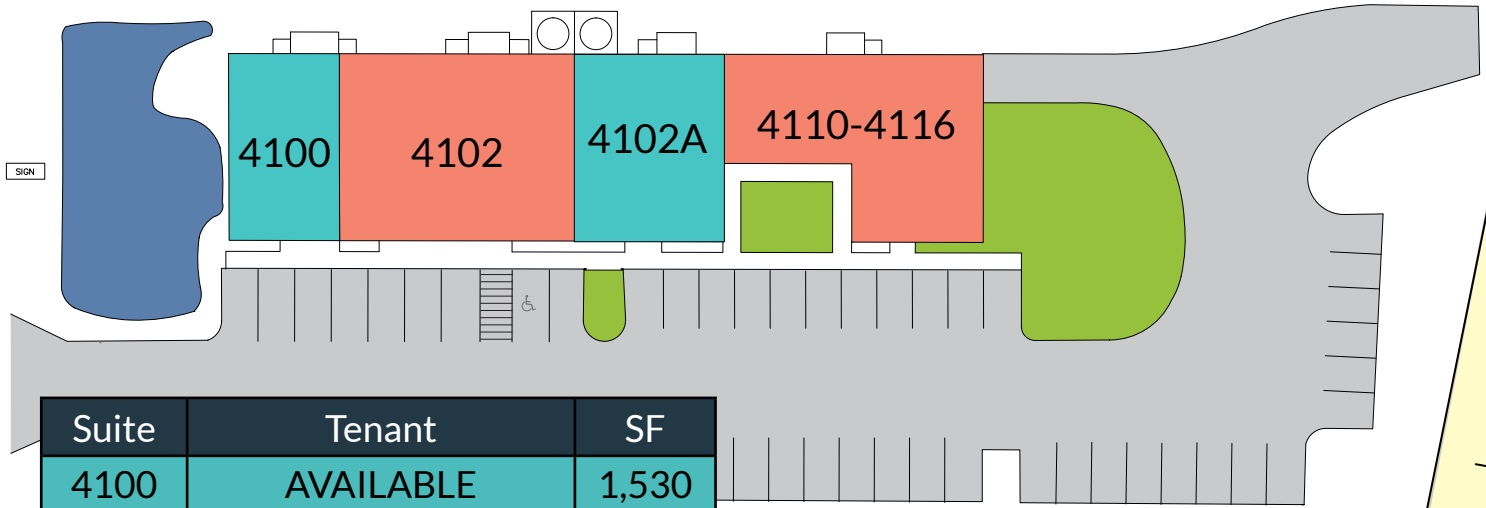 4100
4102
4102A
4110-4116
SIGN
Suite Tenant SF
4100 AVAILABLE 1,530